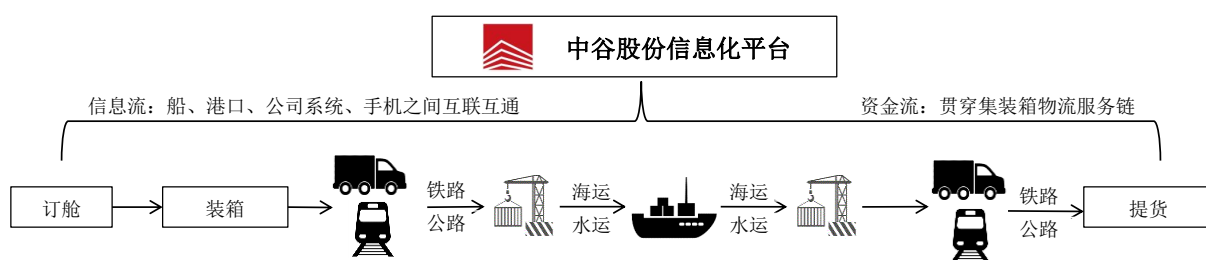 中谷股份信息化平台
信息流：船、港口、公司系统、手机之间互联互通
资金流：贯穿集装箱物流服务链
订舱
装箱
铁路
公路
海运
水运
海运
水运
铁路
公路
提货